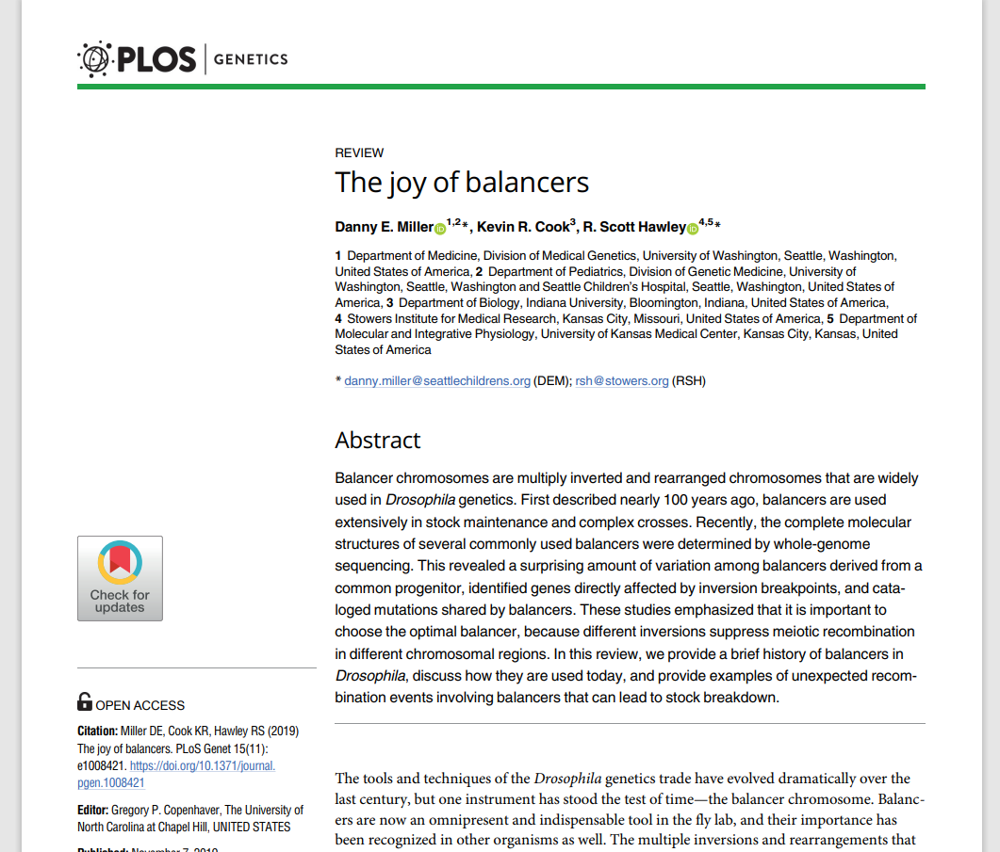 PLOS | GENETICS
REVIEW
The joy of balancers
Danny E. Miller 1,2*, Kevin R. Cook3, R. Scott Hawley 4,5*
1 Department of Medicine, Division of Medical Genetics, University of Washington, Seattle, Washington,
United States of America, 2 Department of Pediatrics, Division of Genetic Medicine, University of
Washington, Seattle, Washington and Seattle Children's Hospital, Seattle, Washington, United States of
America, 3 Department of Biology, Indiana University, Bloomington, Indiana, United States of America,
4 Stowers Institute for Medical Research, Kansas City, Missouri, United States of America, 5 Department of
Molecular and Integrative Physiology, University of Kansas Medical Center, Kansas City, Kansas, United
States of America
* danny.miller@seattlechildrens.org (DEM); rsh@stowers.org (RSH)
Abstract
Balancer chromosomes are multiply inverted and rearranged chromosomes that are widely
used in Drosophila genetics. First described nearly 100 years ago, balancers are used
extensively in stock maintenance and complex crosses. Recently, the complete molecular
structures of several commonly used balancers were determined by whole-genome
sequencing. This revealed a surprising amount of variation among balancers derived from a
common progenitor, identified genes directly affected by inversion breakpoints, and cata-
loged mutations shared by balancers. These studies emphasized that it is important to
choose the optimal balancer, because different inversions suppress meiotic recombination
in different chromosomal regions. In this review, we provide a brief history of balancers in
Drosophila, discuss how they are used today, and provide examples of unexpected recom-
bination events involving balancers that can lead to stock breakdown.
Check for
updates
OPEN ACCESS
Citation: Miller DE, Cook KR, Hawley RS (2019)
The joy of balancers. PLoS Genet 15(11):
e1008421. https://doi.org/10.1371/journal.
pgen.1008421
Editor: Gregory P. Copenhaver, The University of
North Carolina at Chapel Hill, UNITED STATES
Published: November 7, 2019
The tools and techniques of the Drosophila genetics trade have evolved dramatically over the
last century, but one instrument has stood the test of time—the balancer chromosome. Balanc-
ers are now an omnipresent and indispensable tool in the fly lab, and their importance has
been recognized in other organisms as well. The multiple inversions and rearrangements that